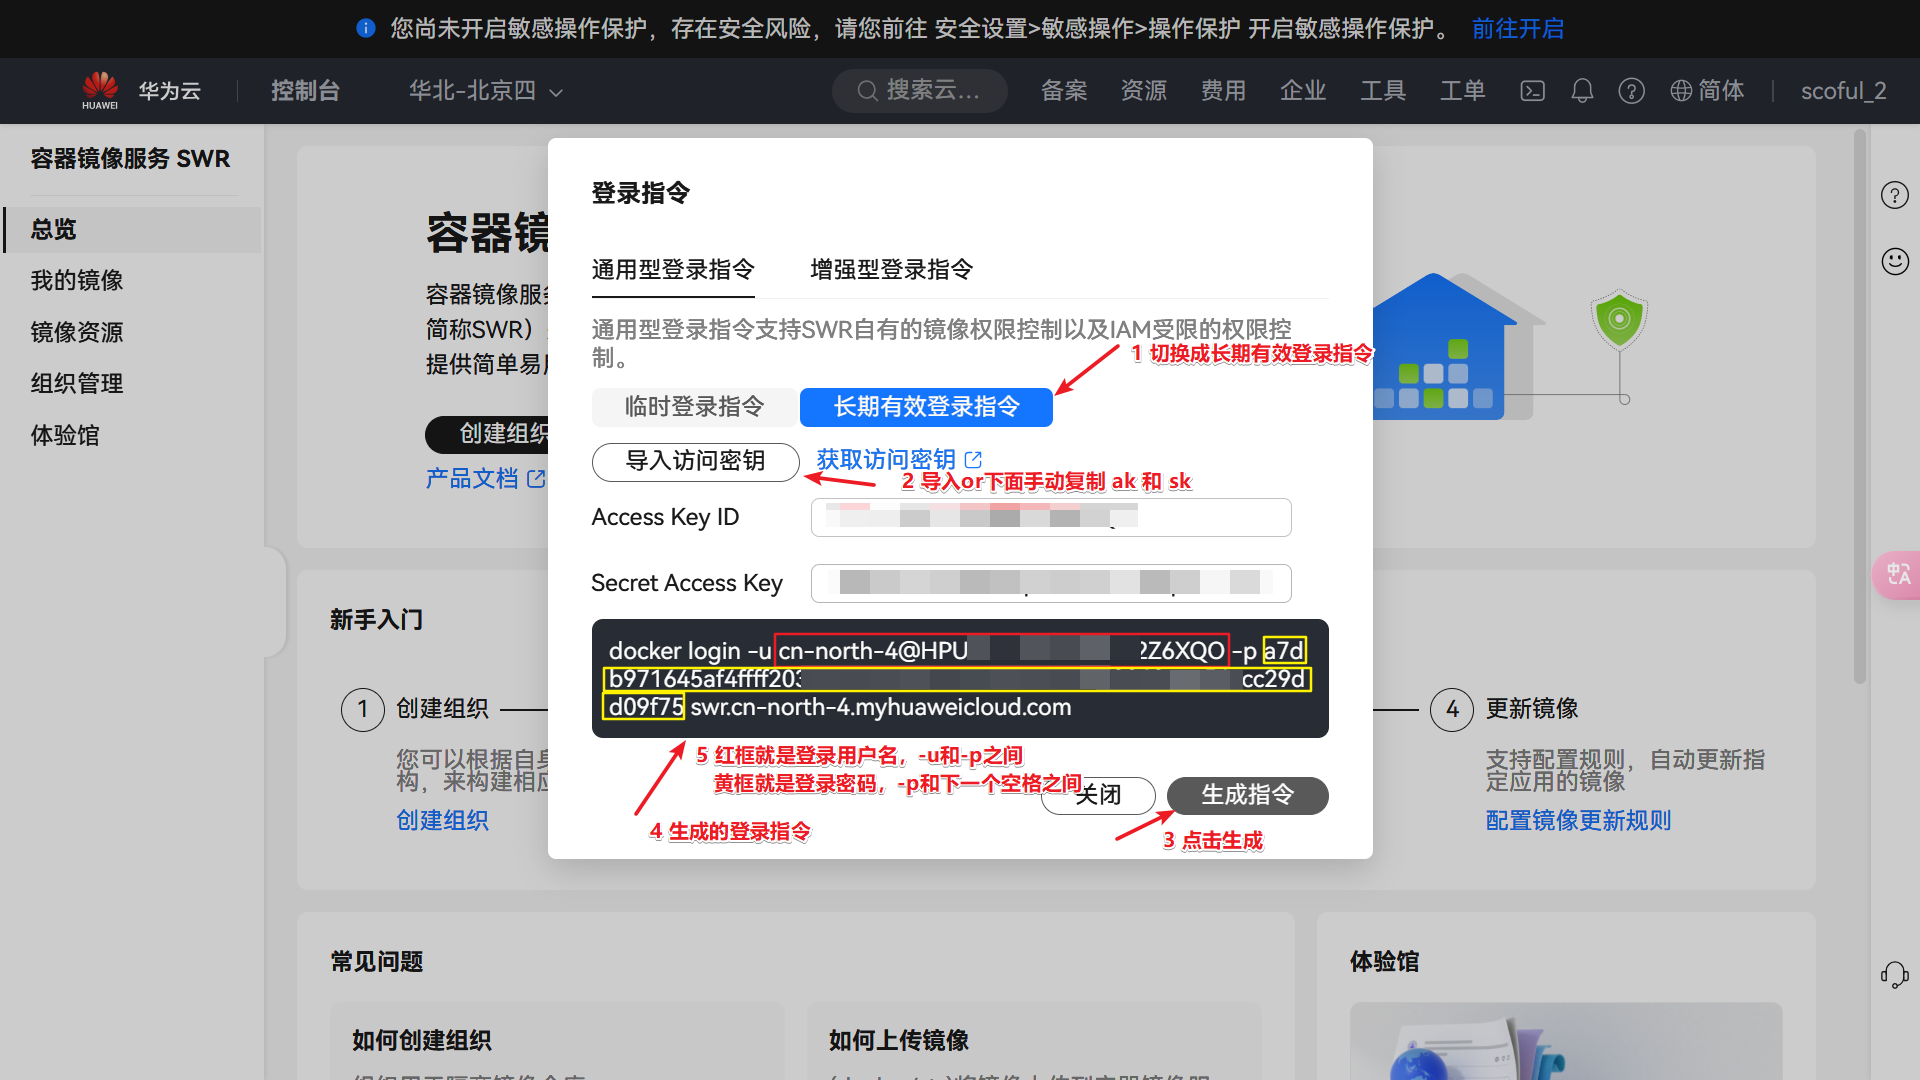 您尚未开启敏感操作保护，存在安全风险，请您前往 安全设置>敏感操作>操作保护 开启敏感操作保护。 前往开启
HUAWEI
华为云
控制台
华北-北京四
搜索云...
备案
资源
费用
企业
工具
工单
简体
scoful_2
容器镜像服务 SWR
总览
我的镜像
镜像资源
组织管理
体验馆
容器镜
容器镜像服务
简称SWR）
提供简单易用
创建组织
产品文档
登录指令
通用型登录指令
增强型登录指令
通用型登录指令支持SWR自有的镜像权限控制以及IAM受限的权限控
制。
1 切换成长期有效登录指令
临时登录指令
长期有效登录指令
导入访问密钥
获取访问密钥
2 导入or下面手动复制 ak 和 sk
Access Key ID
Secret Access Key
docker login -u cn-north-4@HPU 2Z6XQO -p a7d
b971645af4ffff203 cc29d
d09f75 swr.cn-north-4.myhuaweicloud.com
5 红框就是登录用户名，-u和-p之间
黄框就是登录密码，-p和下一个空格之间
关闭
生成指令
4 生成的登录指令
3 点击生成
新手入门
1
创建组织
您可以根据自身
构，来构建相应
创建组织
4
更新镜像
支持配置规则，自动更新指
定应用的镜像
配置镜像更新规则
中A
常见问题
如何创建组织
如何上传镜像
体验馆